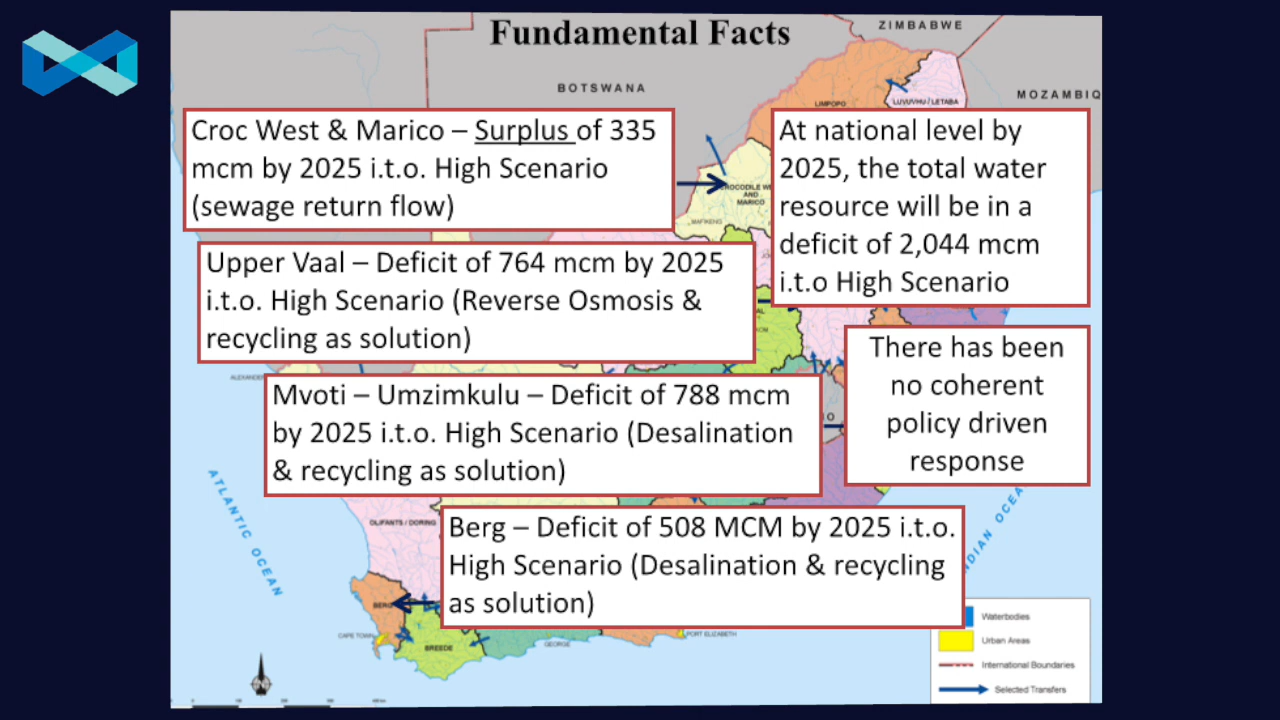 Fundamental Facts
ZIMBABWE
BOTSWANA
MOZAMBIQ
LIMPOPO
LUVUVHU / LETABA
Croc West & Marico – Surplus of 335
mcm by 2025 i.t.o. High Scenario
(sewage return flow)
AND
MARICO
MAFIKENG
At national level by
2025, the total water
resource will be in a
deficit of 2,044 mcm
i.t.o High Scenario
Upper Vaal – Deficit of 764 mcm by 2025
i.t.o. High Scenario (Reverse Osmosis &
recycling as solution)
There has been
no coherent
policy driven
response
Mvoti – Umzimkulu – Deficit of 788 mcm
by 2025 i.t.o. High Scenario (Desalination
& recycling as solution)
ATLANTIC OCEAN
OLIFANTS / DORING
Berg – Deficit of 508 MCM by 2025 i.t.o.
High Scenario (Desalination & recycling
as solution)
BERG
CAPE TOWN
BREEDE
GEORGE
PORT ELIZABETH
Waterbodies
Urban Areas
International Boundaries
Selected Transfers